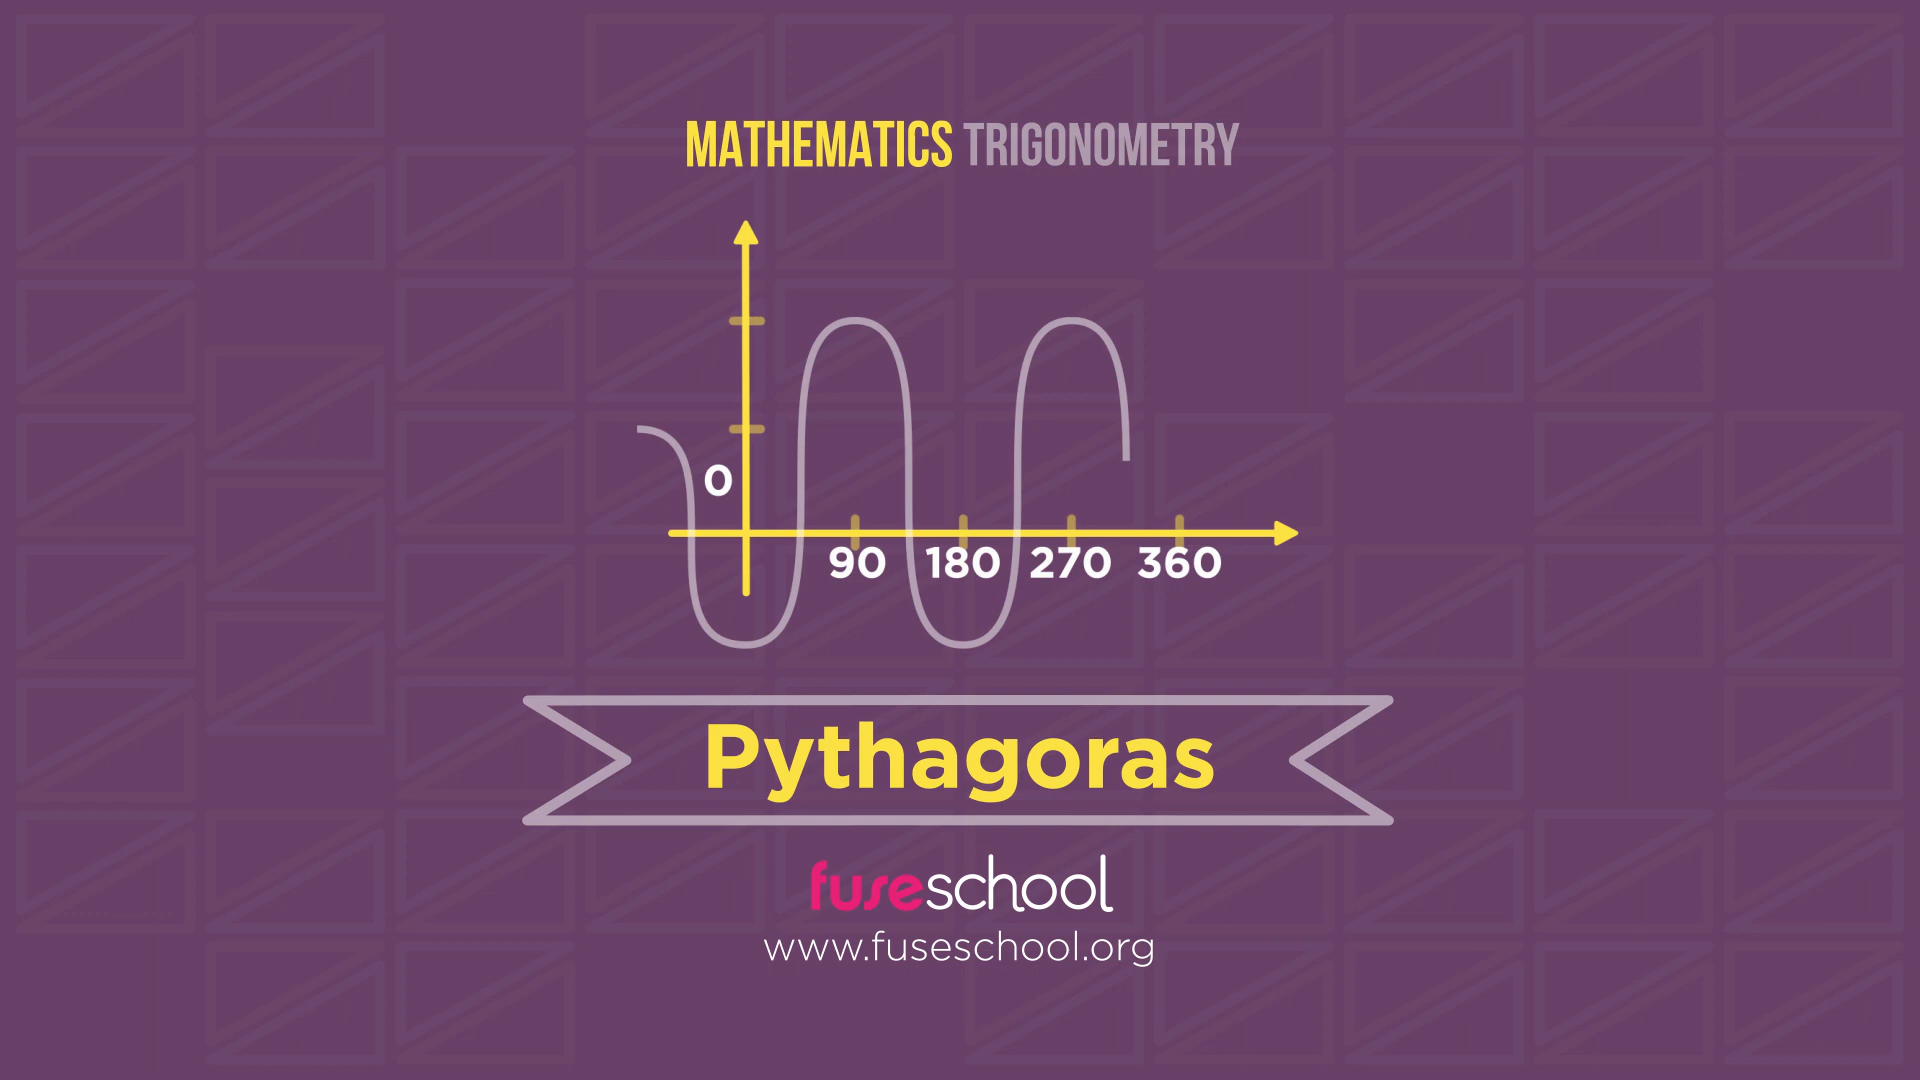 MATHEMATICS TRIGONOMETRY
0
90 180 270 360
Pythagoras
fuseschool
www.fuseschool.org